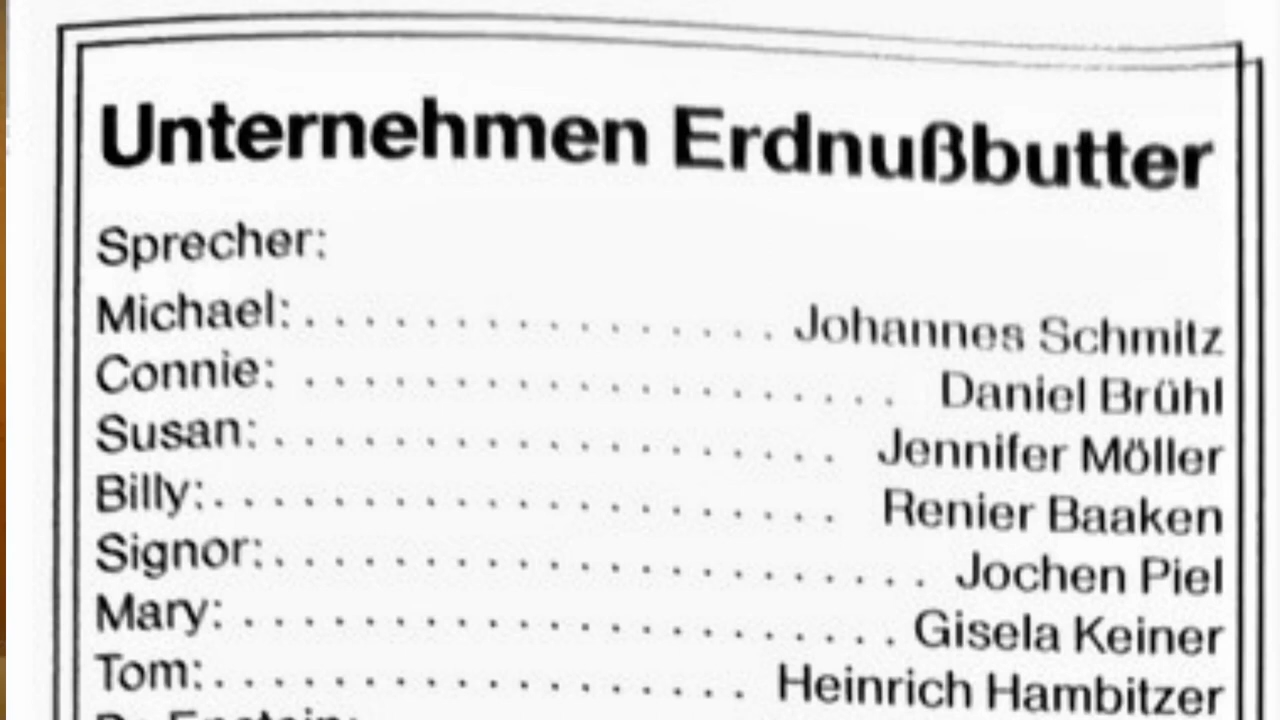 Unternehmen Erdnußbutter
Sprecher:
Michael: . . . . . . . . . . . . . . . . Johannes Schmitz
Connie: . . . . . . . . . . . . . . . . . . . . Daniel Brühl
Susan: . . . . . . . . . . . . . . . . . . . Jennifer Möller
Billy: . . . . . . . . . . . . . . . . . . . . . Renier Baaken
Signor: . . . . . . . . . . . . . . . . . . . . . . Jochen Piel
Mary: . . . . . . . . . . . . . . . . . . . . . . . Gisela Keiner
Tom: . . . . . . . . . . . . . . . . . . Heinrich Hambitzer